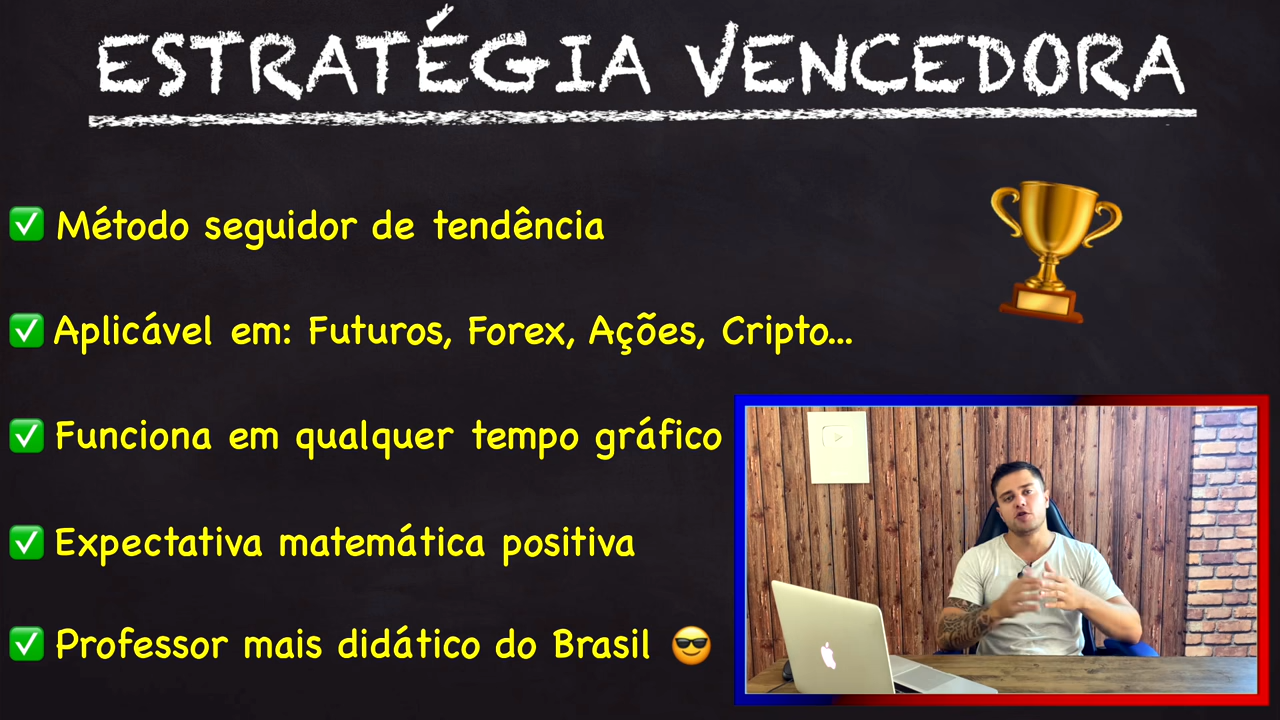 ESTRATÉGIA VENCEDORA
Método seguidor de tendência
Aplicável em: Futuros, Forex, Ações, Cripto...
Funciona em qualquer tempo gráfico
Expectativa matemática positiva
Professor mais didático do Brasil